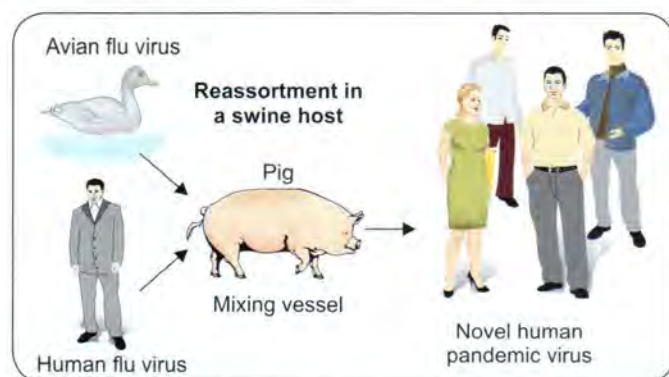 Avian flu virus
Reassortment in
a swine host
Pig
Mixing vessel
Human flu virus
Novel human
pandemic virus